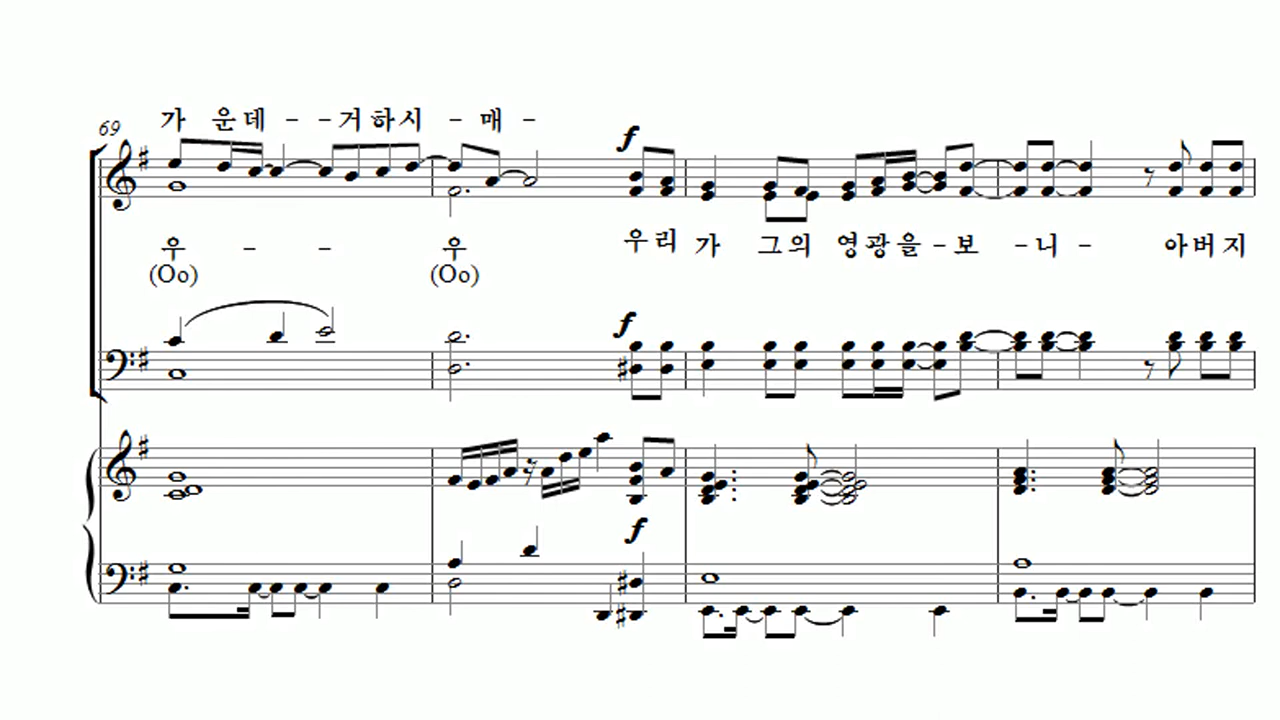 가 운데 - - 거하시 - 매 -
69
f
우 - - 우 우리 가 그의 영광을 - 보 - 니 - 아버지
(Oo) (Oo)
f
f